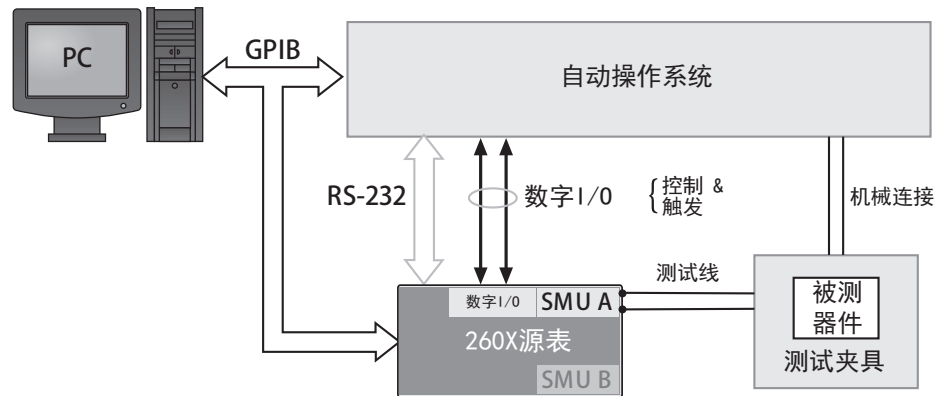 PC
GPIB
自动操作系统
RS-232
数字I/0
控制 &
触发
机械连接
测试线
数字I/0
SMU A
260X源表
SMU B
被测
器件
测试夹具